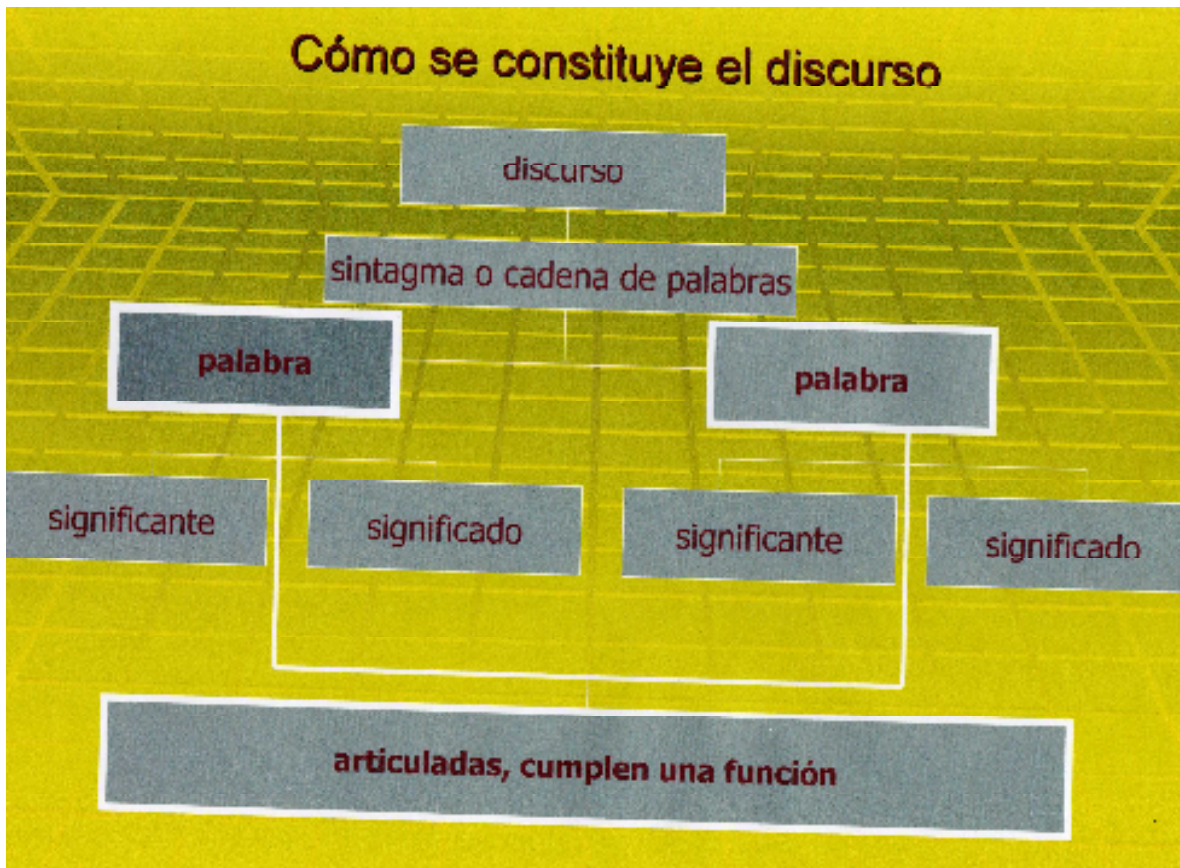 Cómo se constituye el discurso
discurso
sintagma o cadena de palabras
palabra
palabra
significante
significado
significante
significado
articuladas, cumplen una función